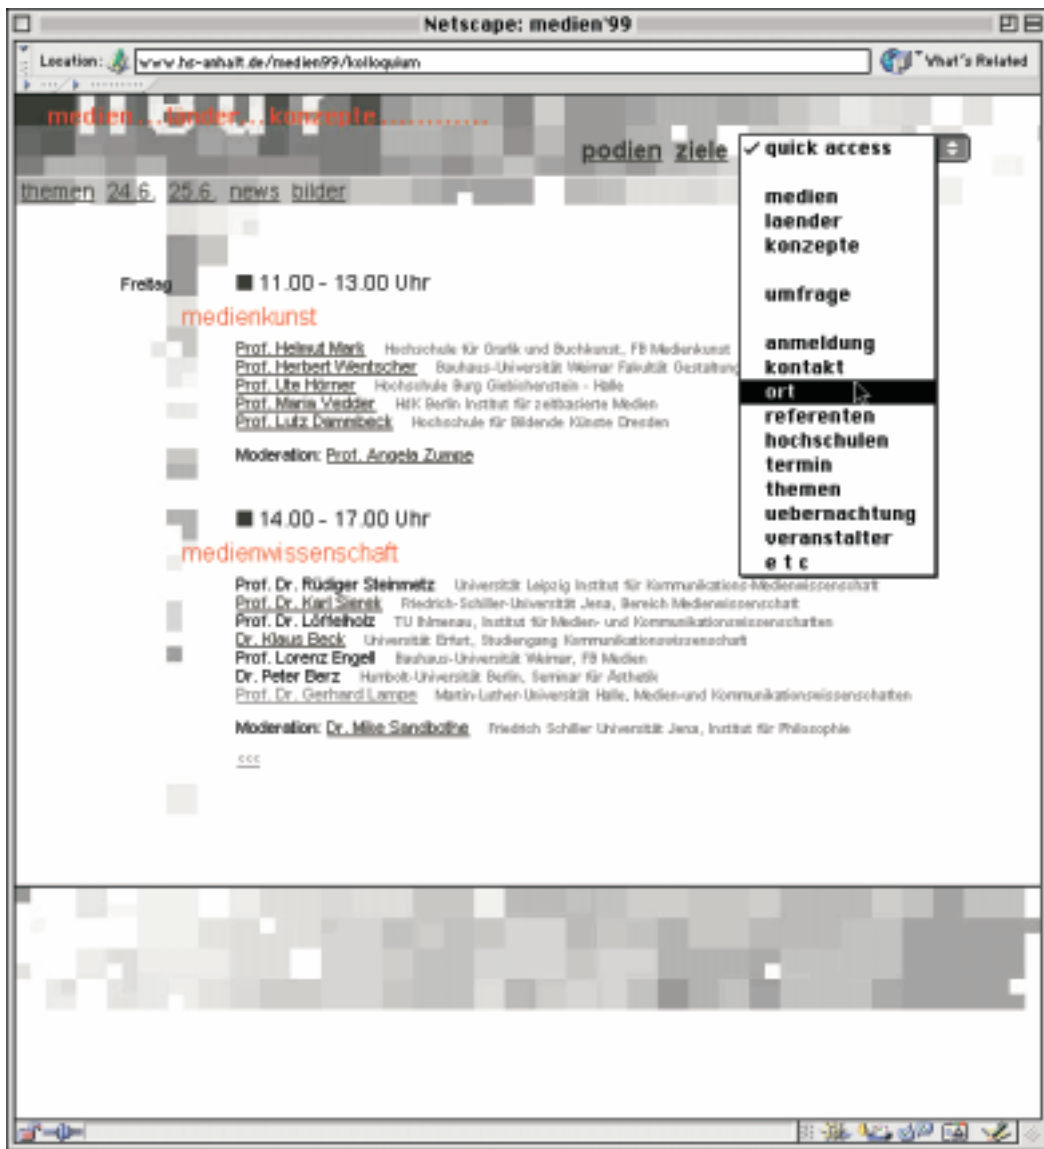 Netscape: medien'99
Location: www.hs-anhalt.de/medien99/kolloquium What's Related
neur
medien...länder...konzepte............
podien ziele ✓ quick access
themen 24.6. 25.6. news bilder
medien
laender
konzepte
umfrage
anmeldung
kontakt
ort
referenten
hochschulen
termin
themen
uebernachtung
veranstalter
e t c
Freitag 11.00 - 13.00 Uhr
medienkunst
Prof. Helmut Mark Hochschule für Grafik und Buchkunst, FB Medienkunst
Prof. Herbert Wentscher Bauhaus-Universität Weimar Fakultät Gestaltung
Prof. Ute Hörner Hochschule Burg Giebichenstein - Halle
Prof. Maria Vedder HdK Berlin Institut für zeitbasierte Medien
Prof. Lutz Dammbeck Hochschule für Bildende Künste Dresden
Moderation: Prof. Angela Zumpe
14.00 - 17.00 Uhr
medienwissenschaft
Prof. Dr. Rüdiger Steinmetz Universität Leipzig Institut für Kommunikations-Medienwissenschaft
Prof. Dr. Karl Sierek Friedrich-Schiller-Universität Jena, Bereich Medienwissenschaft
Prof. Dr. Löffelholz TU Ihlmenau, Institut für Medien- und Kommunikationswissenschaften
Dr. Klaus Beck Universität Erfurt, Studiengang Kommunikationswissenschaft
Prof. Lorenz Engell Bauhaus-Universität Weimar, FB Medien
Dr. Peter Berz Humbolt-Universität Berlin, Seminar für Ästhetik
Prof. Dr. Gerhard Lampe Martin-Luther-Universität Halle, Medien-und Kommunikationswissenschaften
Moderation: Dr. Mike Sandbothe Friedrich Schiller Universität Jena, Institut für Philosophie